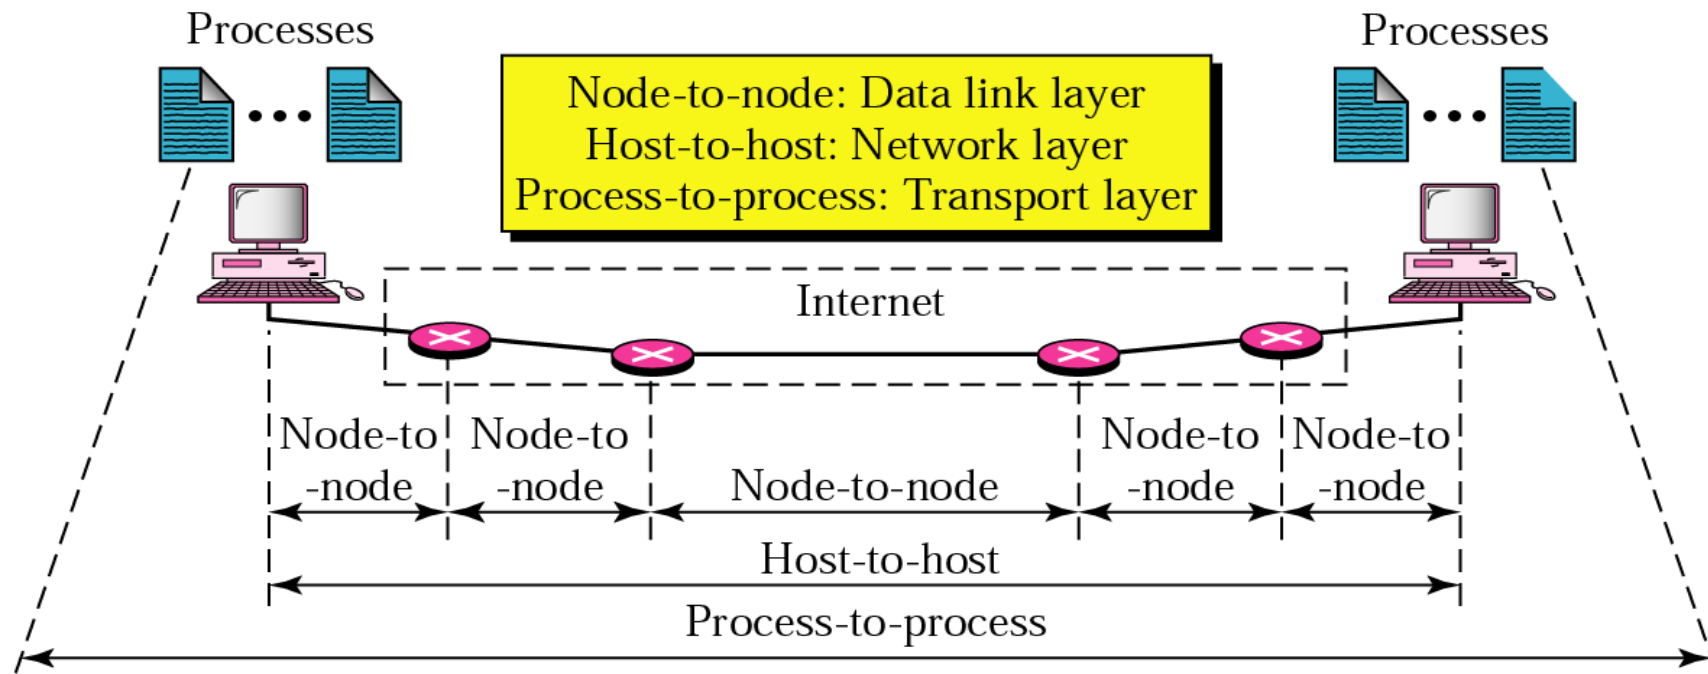 Processes
Processes
Node-to-node: Data link layer
Host-to-host: Network layer
Process-to-process: Transport layer
Internet
Node-to
-node
Node-to
-node
Node-to-node
Node-to
-node
Node-to
-node
Host-to-host
Process-to-process